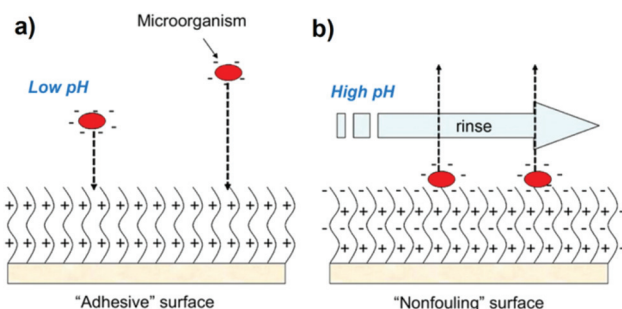 a)
Microorganism
Low pH
"Adhesive" surface
b)
High pH
rinse
"Nonfouling" surface